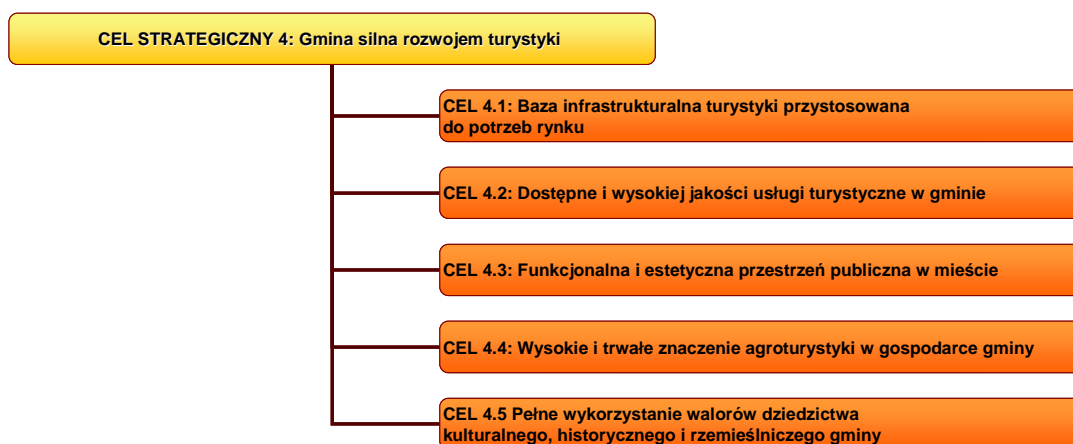 CEL STRATEGICZNY 4: Gmina silna rozwojem turystyki
CEL 4.1: Baza infrastrukturalna turystyki przystosowana
do potrzeb rynku
CEL 4.2: Dostępne i wysokiej jakości usługi turystyczne w gminie
CEL 4.3: Funkcjonalna i estetyczna przestrzeń publiczna w mieście
CEL 4.4: Wysokie i trwałe znaczenie agroturystyki w gospodarce gminy
CEL 4.5 Pełne wykorzystanie walorów dziedzictwa
kulturalnego, historycznego i rzemieślniczego gminy